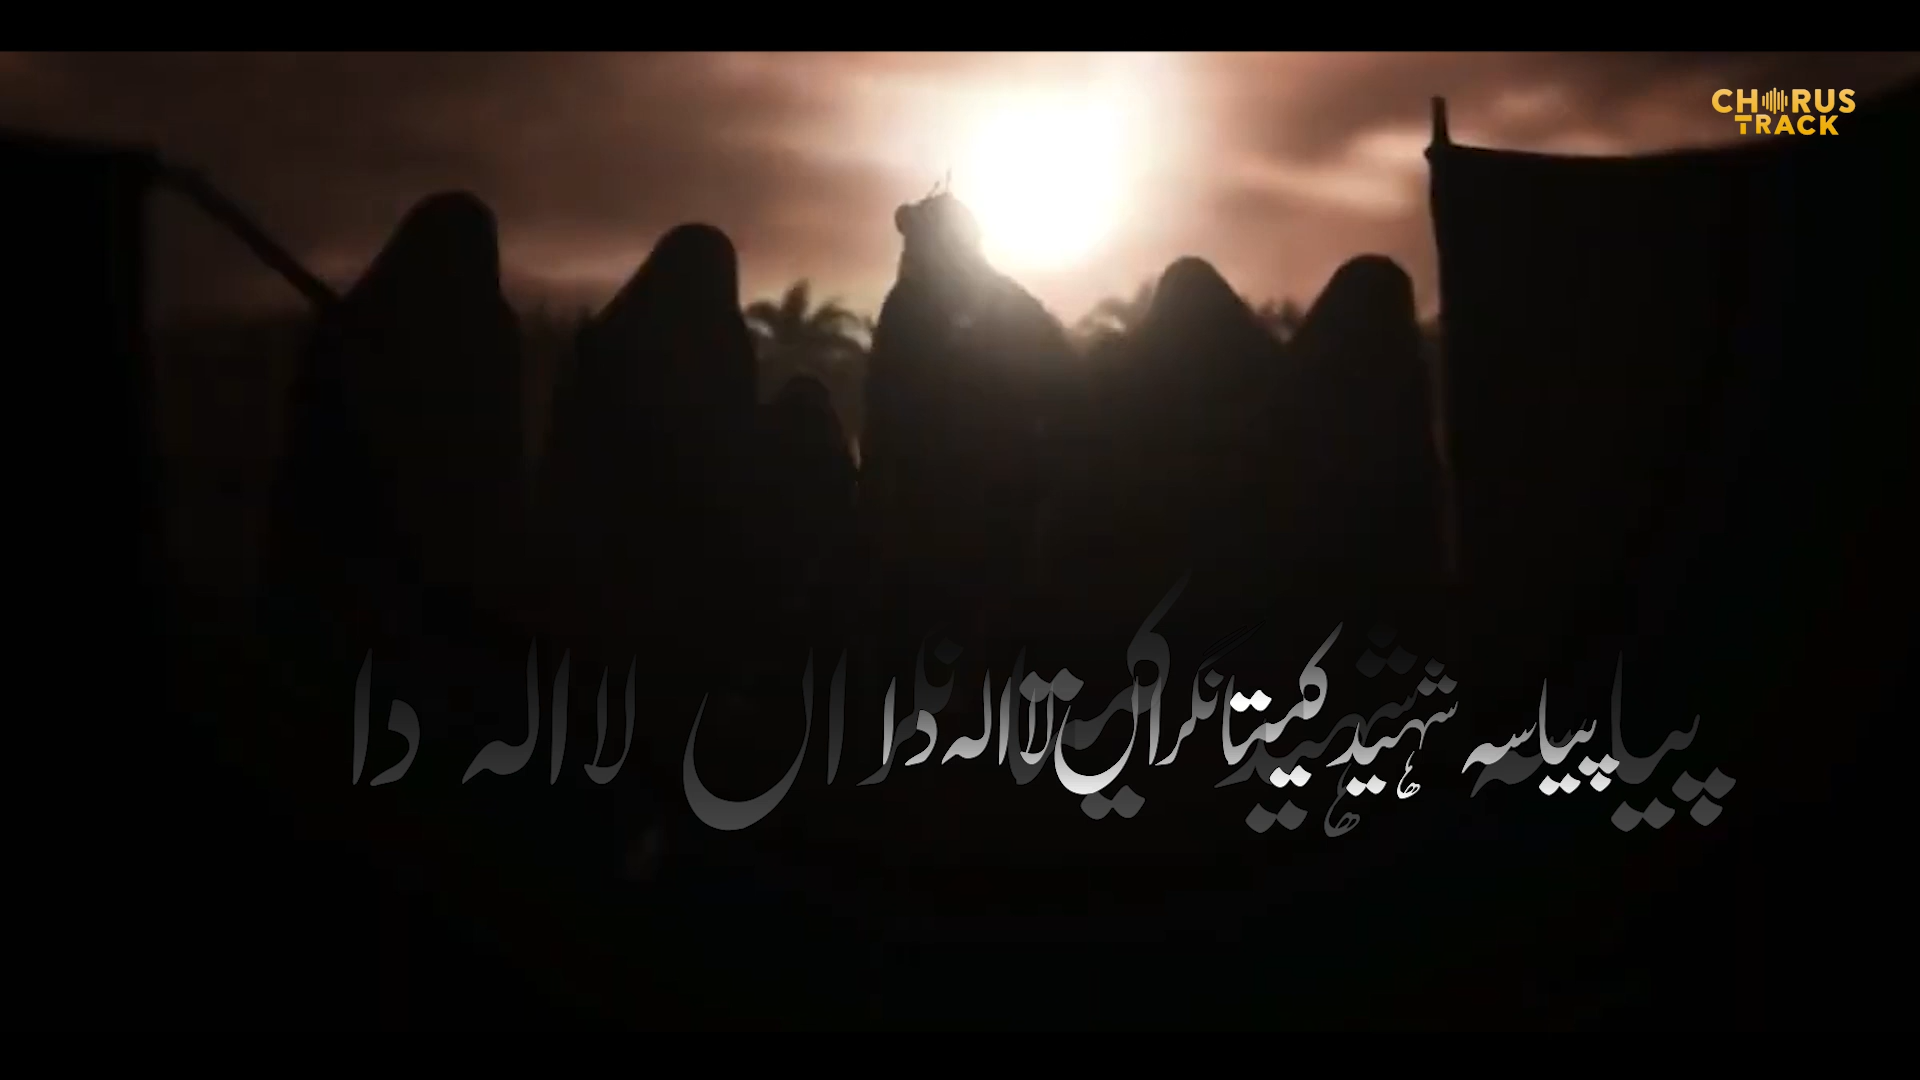 CHORUS
TRACK
پیاسہ شہید کیتا نگراں لا الہ دا